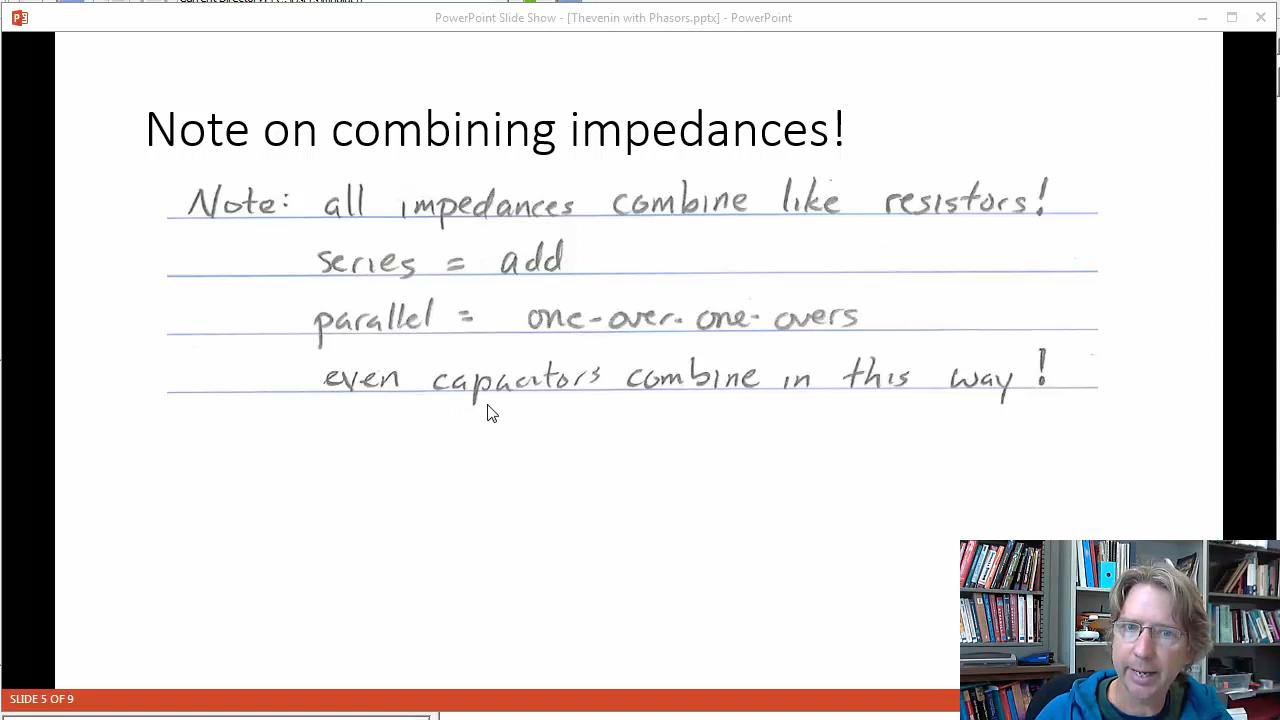 PowerPoint Slide Show - [Thevenin with Phasors.pptx] - PowerPoint
Note on combining impedances!
Note: all impedances combine like resistors!
series = add
parallel = one-over-one-overs
even capacitors combine in this way!
SLIDE 5 OF 9